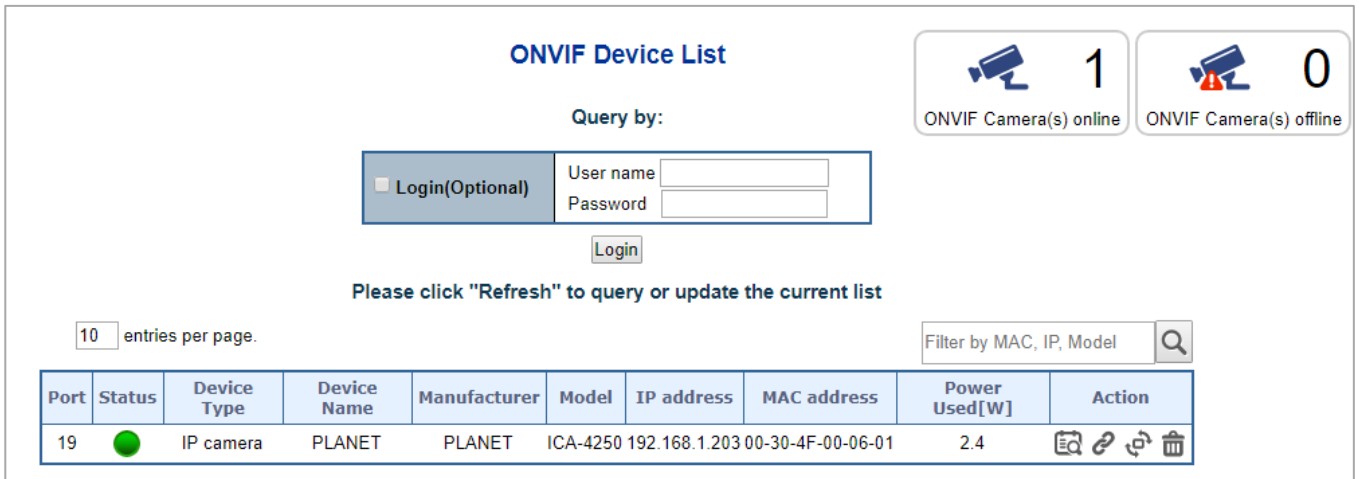 ONVIF Device List
1
0
ONVIF Camera(s) online
ONVIF Camera(s) offline
Query by:
Login(Optional)
User name
Password
Login
Please click "Refresh" to query or update the current list
10 entries per page.
Filter by MAC, IP, Model
Port Status Device Type Device Name Manufacturer Model IP address MAC address Power Used[W] Action
19 IP camera PLANET PLANET ICA-4250 192.168.1.203 00-30-4F-00-06-01 2.4